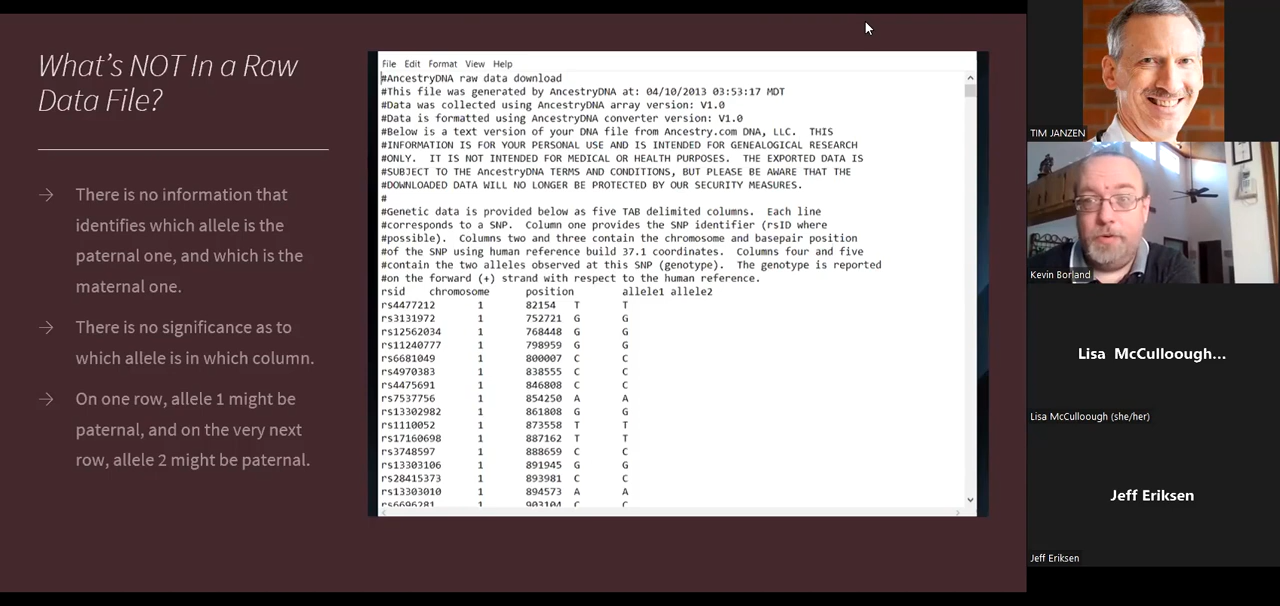 What's NOT In a Raw
Data File?
→ There is no information that
identifies which allele is the
paternal one, and which is the
maternal one.
→ There is no significance as to
which allele is in which column.
→ On one row, allele 1 might be
paternal, and on the very next
row, allele 2 might be paternal.
File Edit Format View Help
#AncestryDNA raw data download
#This file was generated by AncestryDNA at: 04/10/2013 03:53:17 MDT
#Data was collected using AncestryDNA array version: V1.0
#Data is formatted using AncestryDNA converter version: V1.0
#Below is a text version of your DNA file from Ancestry.com DNA, LLC. THIS
#INFORMATION IS FOR YOUR PERSONAL USE AND IS INTENDED FOR GENEALOGICAL RESEARCH
#ONLY. IT IS NOT INTENDED FOR MEDICAL OR HEALTH PURPOSES. THE EXPORTED DATA IS
#SUBJECT TO THE AncestryDNA TERMS AND CONDITIONS, BUT PLEASE BE AWARE THAT THE
#DOWNLOADED DATA WILL NO LONGER BE PROTECTED BY OUR SECURITY MEASURES.
#
#Genetic data is provided below as five TAB delimited columns. Each line
#corresponds to a SNP. Column one provides the SNP identifier (rsID where
#possible). Columns two and three contain the chromosome and basepair position
#of the SNP using human reference build 37.1 coordinates. Columns four and five
#contain the two alleles observed at this SNP (genotype). The genotype is reported
#on the forward (+) strand with respect to the human reference.
rsid chromosome position allele1 allele2
rs4477212 1 82154 T T
rs3131972 1 752721 G G
rs12562034 1 768448 G G
rs11240777 1 798959 G G
rs6681049 1 800007 C C
rs4970383 1 838555 C C
rs4475691 1 846808 C C
rs7537756 1 854250 A A
rs13302982 1 861808 G G
rs1110052 1 873558 T T
rs17160698 1 887162 T T
rs3748597 1 888659 C C
rs13303106 1 891945 G G
rs28415373 1 893981 C C
rs13303010 1 894573 A A
rs6696281 1 903104 C C
TIM JANZEN
Kevin Borland
Lisa McCulloough...
Lisa McCulloough (she/her)
Jeff Eriksen
Jeff Eriksen